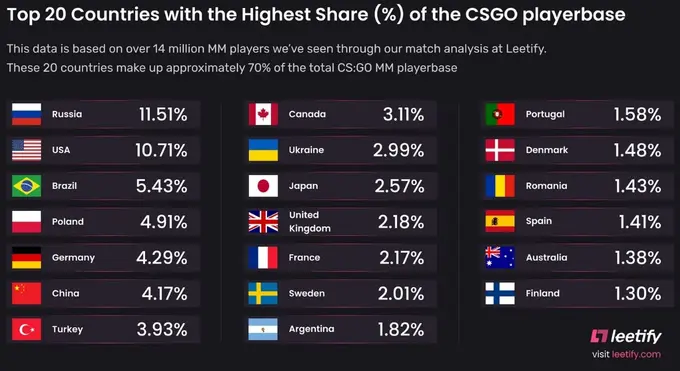 Top 20 Countries with the Highest Share (%) of the CSGO playerbase
This data is based on over 14 million MM players we've seen through our match analysis at Leetify.
These 20 countries make up approximately 70% of the total CS:GO MM playerbase
Russia 11.51%
USA 10.71%
Brazil 5.43%
Poland 4.91%
Germany 4.29%
China 4.17%
Turkey 3.93%
Canada 3.11%
Ukraine 2.99%
Japan 2.57%
United
Kingdom 2.18%
France 2.17%
Sweden 2.01%
Argentina 1.82%
Portugal 1.58%
Denmark 1.48%
Romania 1.43%
Spain 1.41%
Australia 1.38%
Finland 1.30%
leetify
visit leetify.com